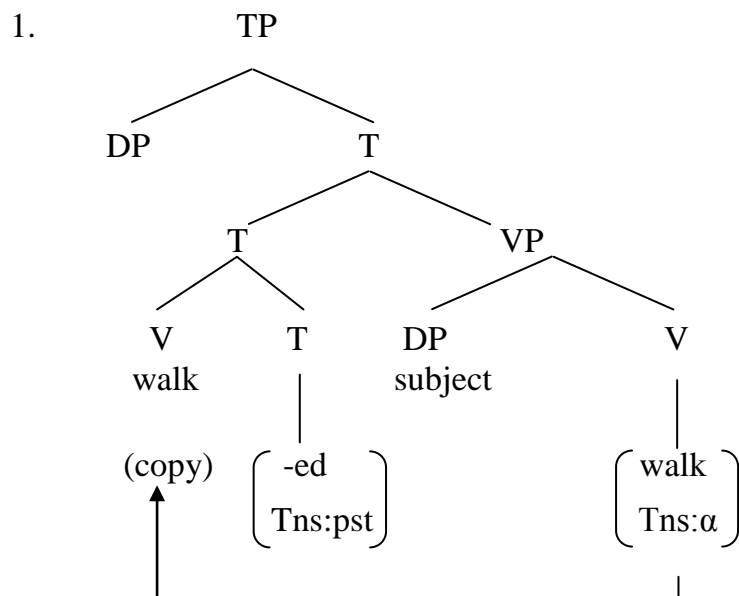 1. TP
DP T
T VP
V T DP V
walk subject
(copy) -ed walk
Tns:pst Tns:α